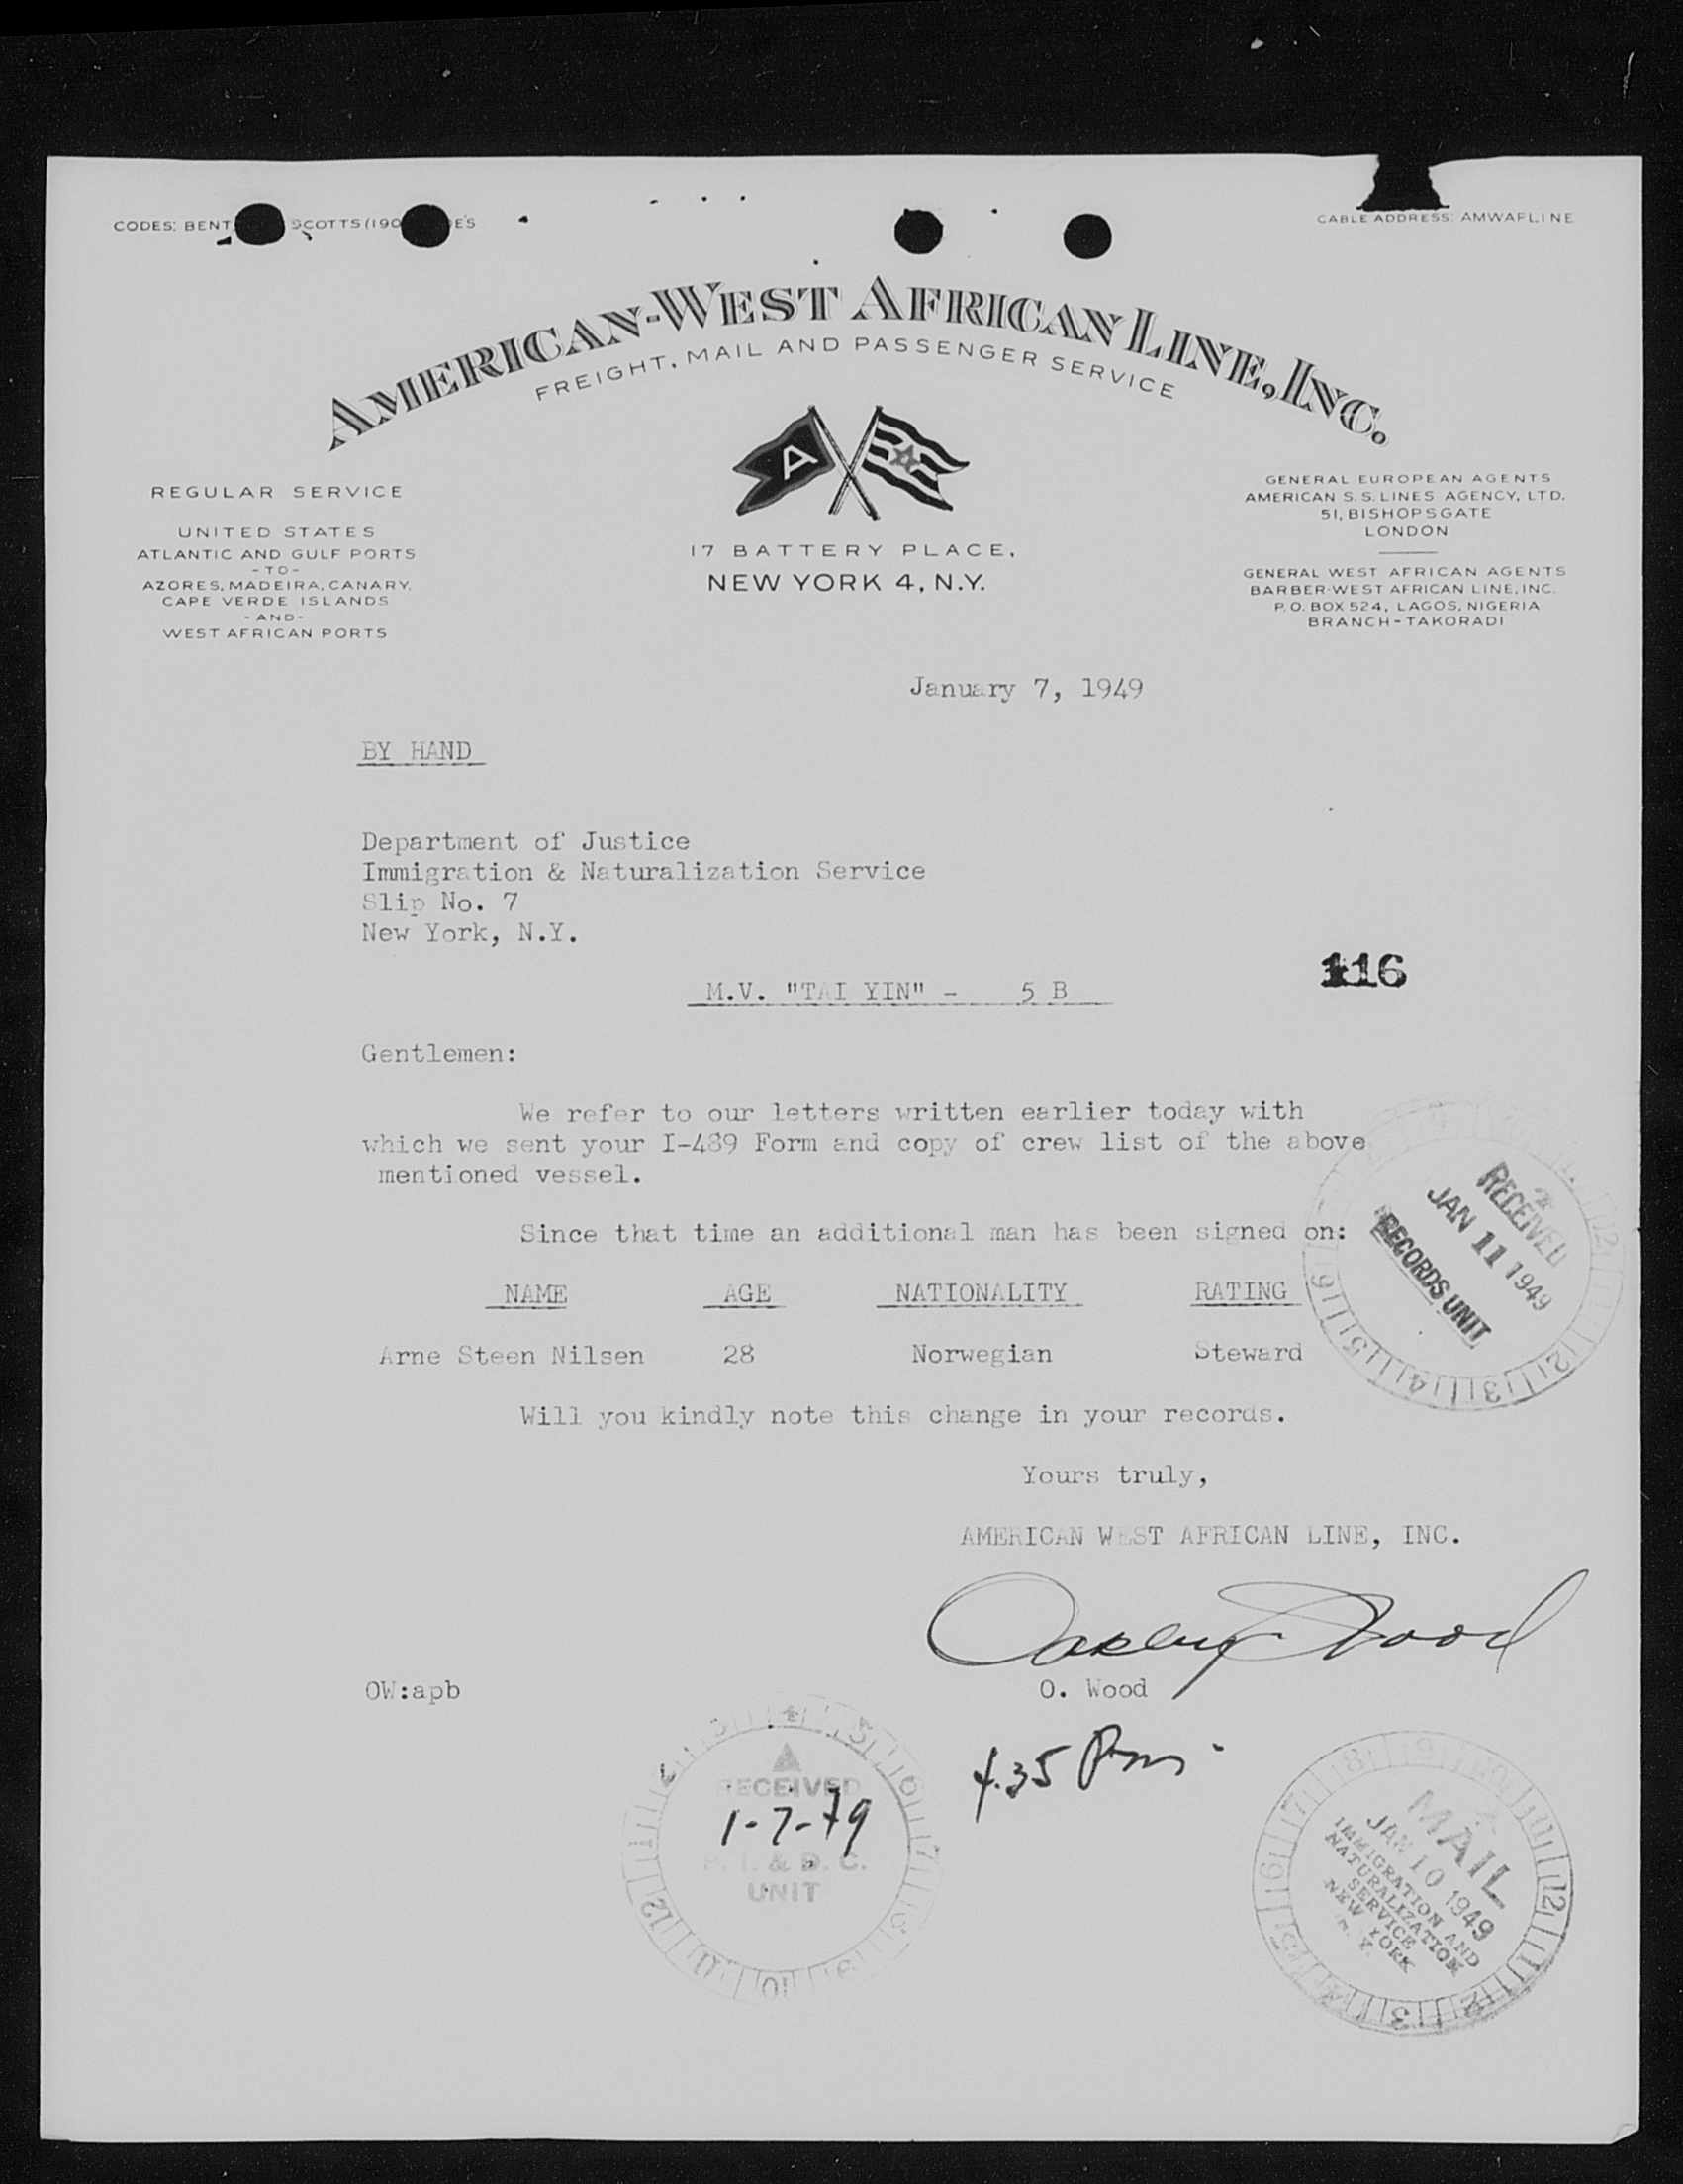 CODES: BENT SCOTTS (190 E'S
CABLE ADDRESS: AMWAFLINE
AMERICAN-WEST AFRICAN LINE, INC.
FREIGHT, MAIL AND PASSENGER SERVICE
A
REGULAR SERVICE
UNITED STATES
ATLANTIC AND GULF PORTS
-TO-
AZORES, MADEIRA, CANARY,
CAPE VERDE ISLANDS
-AND-
WEST AFRICAN PORTS
17 BATTERY PLACE,
NEW YORK 4, N.Y.
GENERAL EUROPEAN AGENTS
AMERICAN S.S. LINES AGENCY, LTD.
51, BISHOPSGATE
LONDON
GENERAL WEST AFRICAN AGENTS
BARBER-WEST AFRICAN LINE, INC.
P.O. BOX 524, LAGOS, NIGERIA
BRANCH-TAKORADI
January 7, 1949
BY HAND
Department of Justice
Immigration & Naturalization Service
Slip No. 7
New York, N.Y.
116
M.V. "TAI YIN" - 5 B
Gentlemen:
We refer to our letters written earlier today with
which we sent your I-489 Form and copy of crew list of the above
mentioned vessel.
Since that time an additional man has been signed on:
NAME AGE NATIONALITY RATING
Arne Steen Nilsen 28 Norwegian Steward
RECEIVED
JAN 11 1949
RECORDS UNIT
Will you kindly note this change in your records.
Yours truly,
AMERICAN WEST AFRICAN LINE, INC.
Oakley Wood
OW:apb
O. Wood
4.35 Pm
RECEIVED
1-7-49
& D. C.
UNIT
MAIL
JAN 10 1949
IMMIGRATION AND
NATURALIZATION
SERVICE
NEW YORK
N. Y.